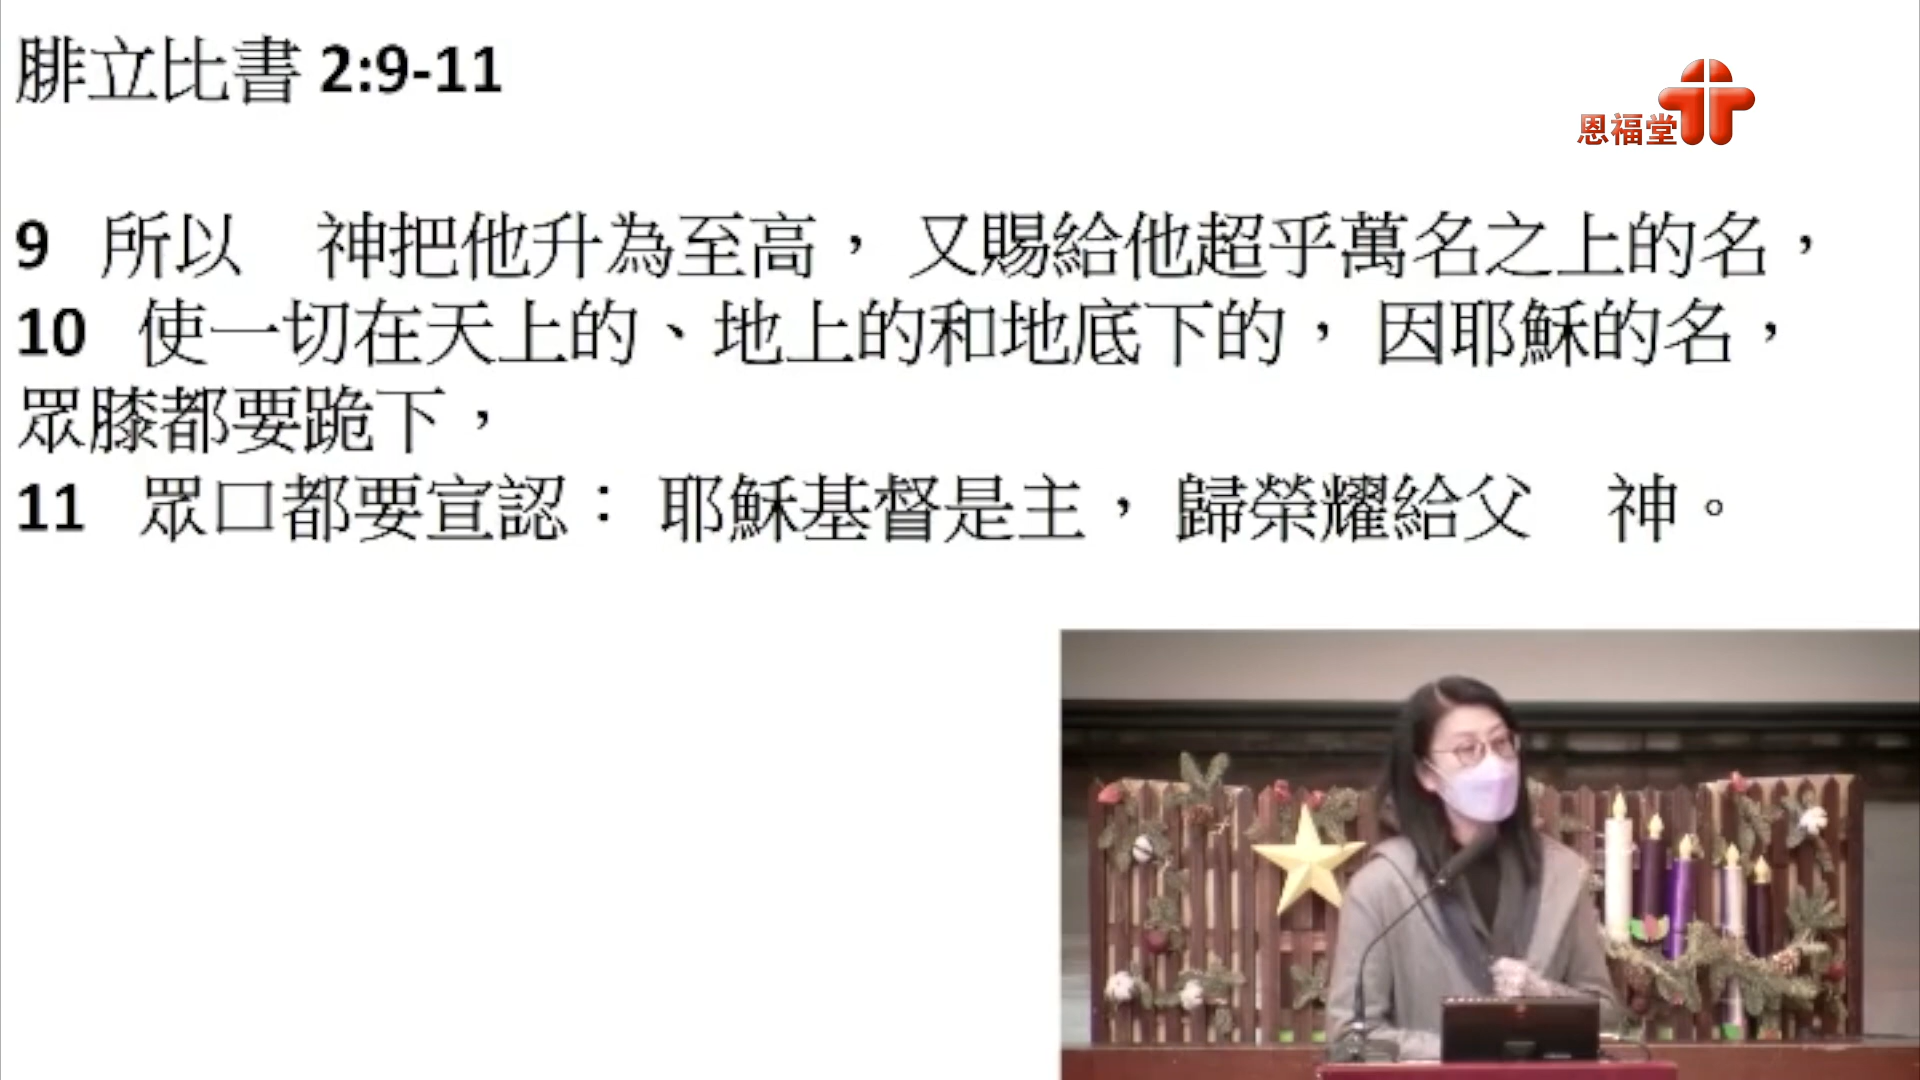 腓立比書 2:9-11
恩福堂
9 所以　神把他升為至高， 又賜給他超乎萬名之上的名，
10 使一切在天上的、地上的和地底下的， 因耶穌的名，
眾膝都要跪下，
11 眾口都要宣認： 耶穌基督是主， 歸榮耀給父　神。